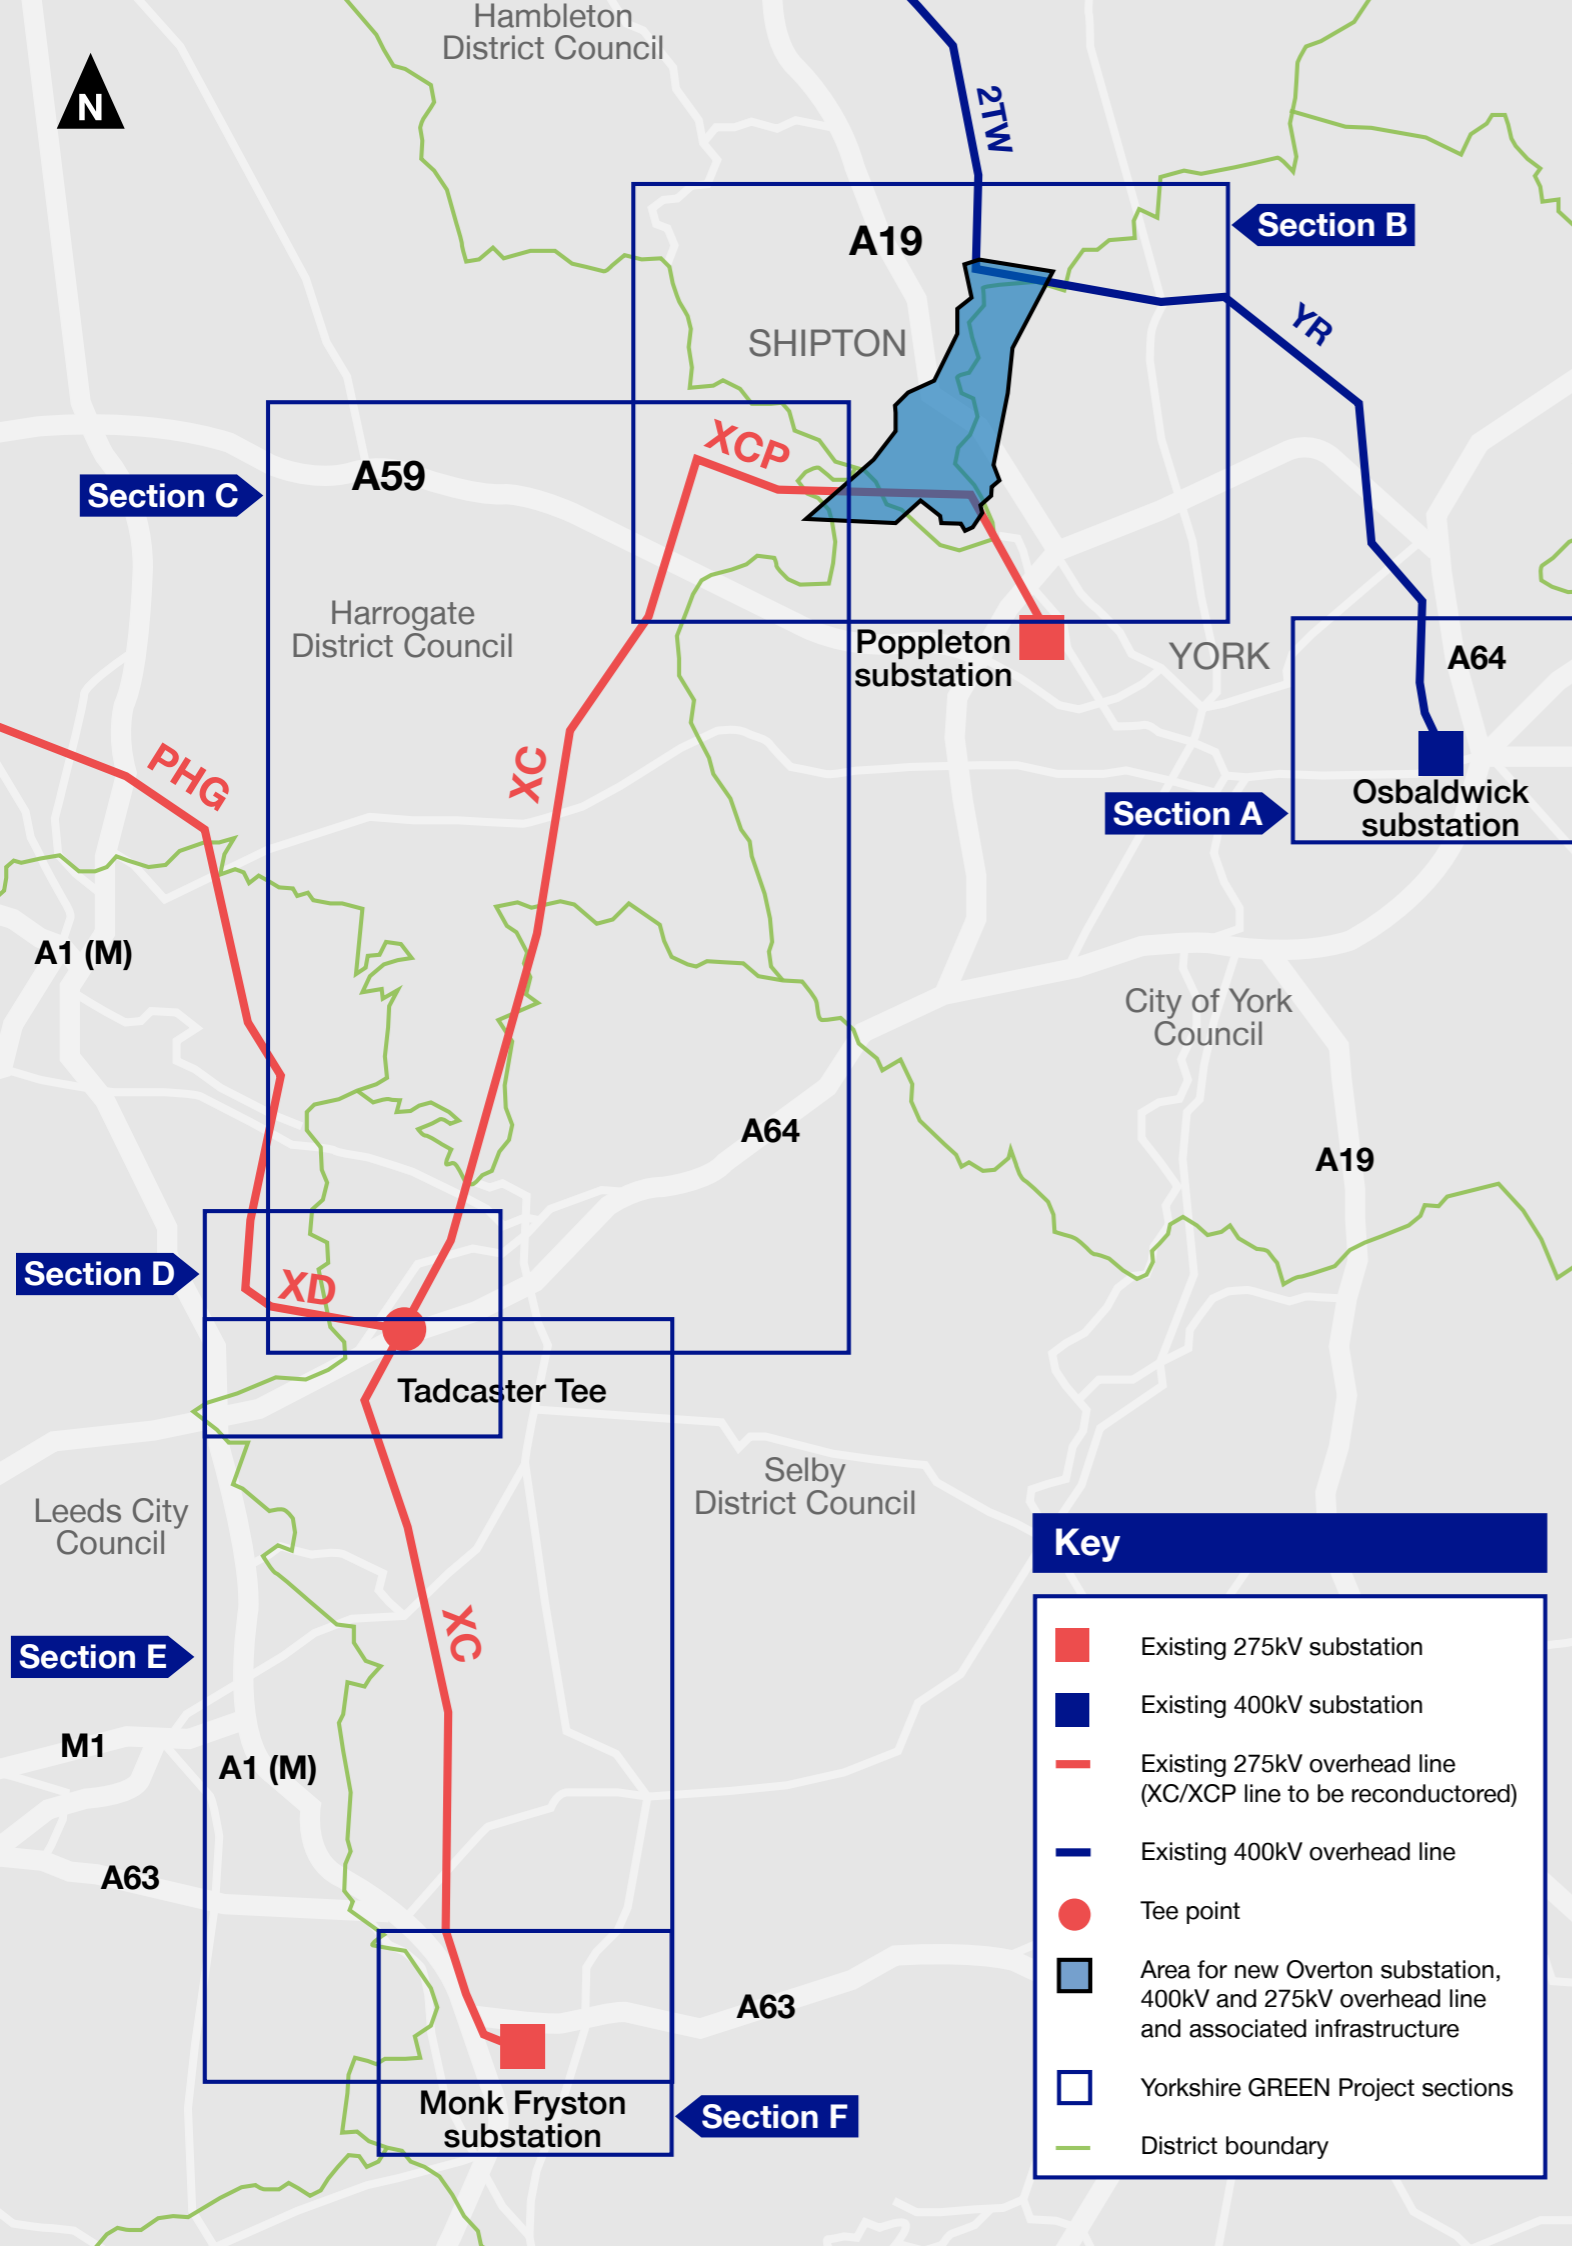 Hambleton
District Council
N
2TW
Section B
A19
SHIPTON
YR
XCP
A59
Section C
Harrogate
District Council
Poppleton
substation
YORK
A64
PHG
XC
Osbaldwick
substation
Section A
A1 (M)
City of York
Council
A64
A19
Section D
XD
Tadcaster Tee
Selby
District Council
Leeds City
Council
XC
Section E
M1
A1 (M)
A63
A63
Monk Fryston
substation
Section F
Key
Existing 275kV substation
Existing 400kV substation
Existing 275kV overhead line
(XC/XCP line to be reconductored)
Existing 400kV overhead line
Tee point
Area for new Overton substation,
400kV and 275kV overhead line
and associated infrastructure
Yorkshire GREEN Project sections
District boundary